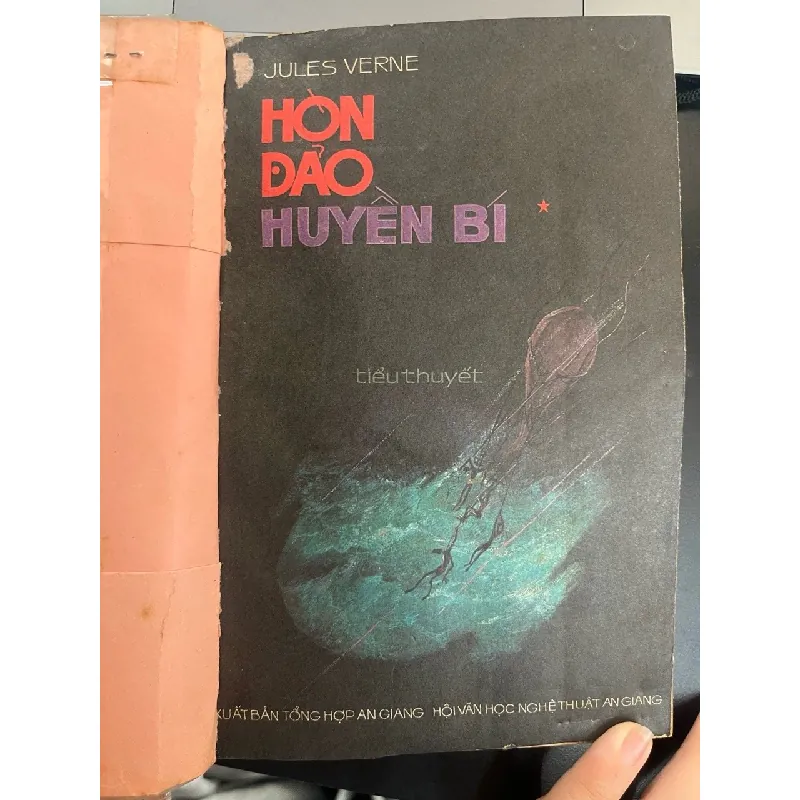 JULES VERNE
HÒN
ĐẢO
HUYỀN BÍ
tiểu thuyết
XUẤT BẢN TỔNG HỢP AN GIANG HỘI VĂN HỌC NGHỆ THUẬT AN GIANG